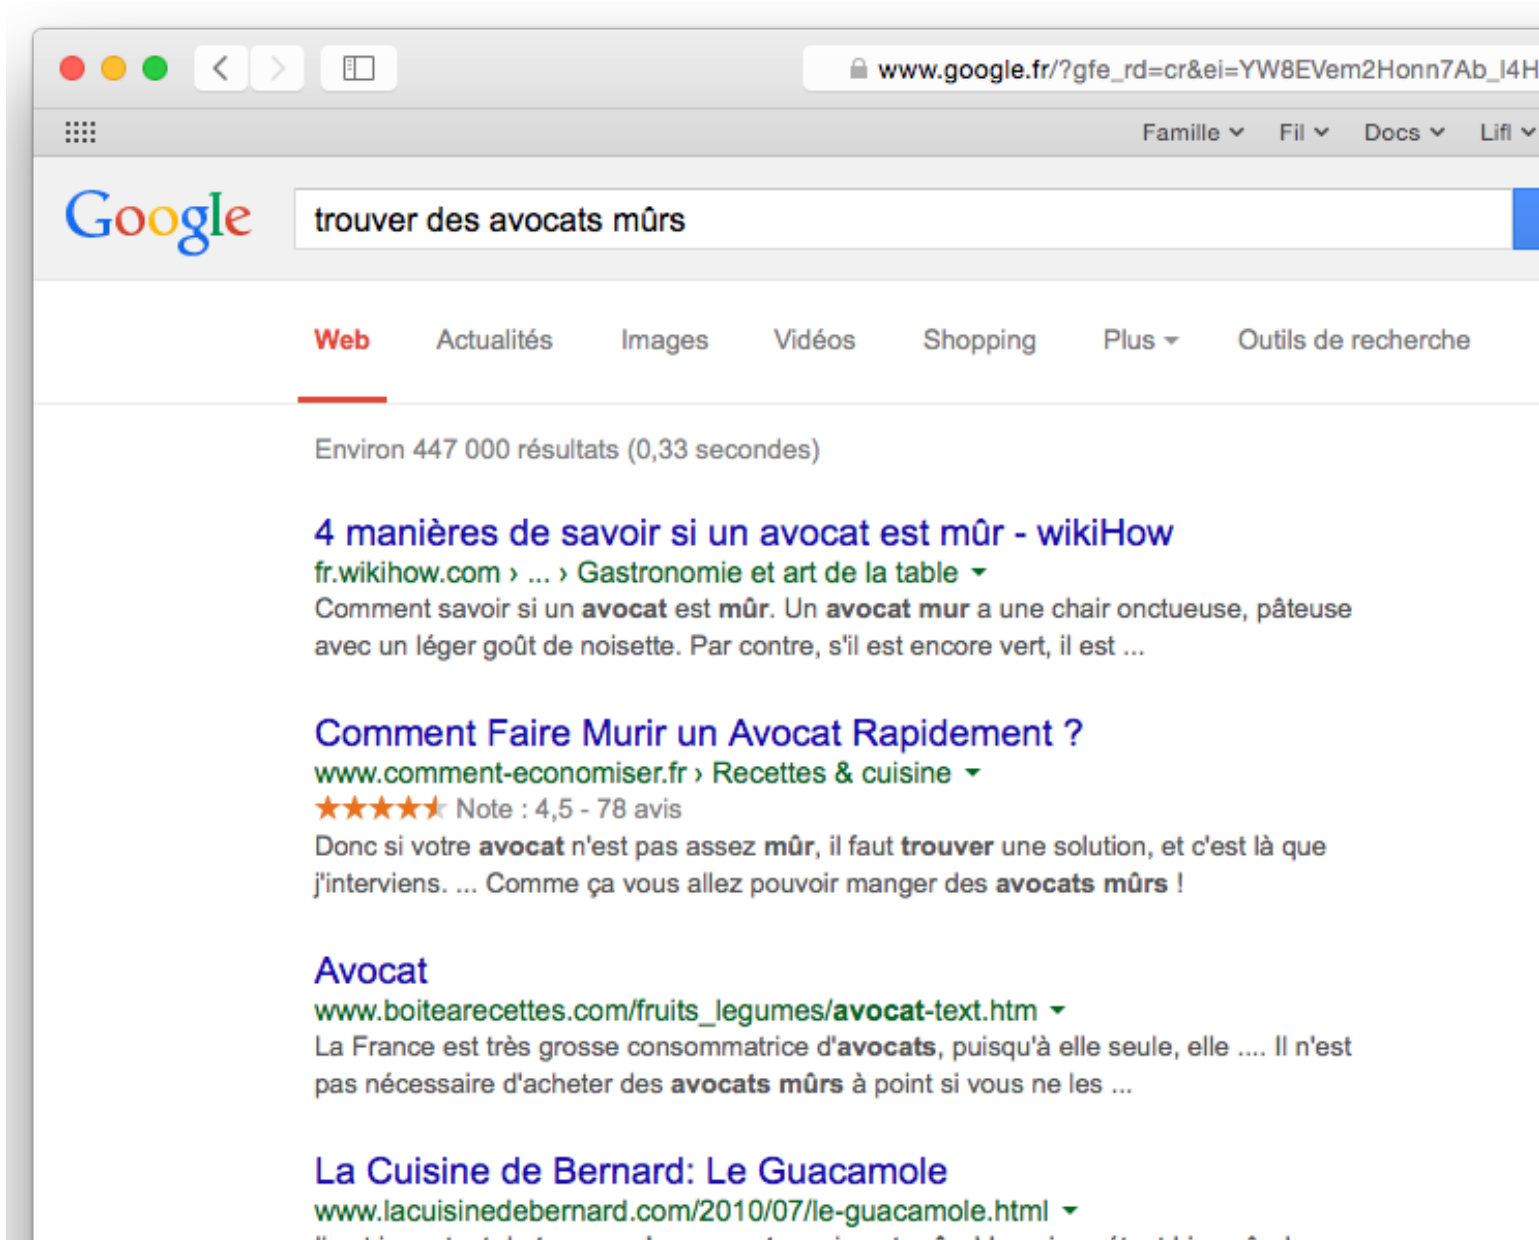 www.google.fr/?gfe_rd=cr&ei=YW8EVem2Honn7Ab_l4H
Famille Fil Docs Lifl
Google trouver des avocats mûrs
Web Actualités Images Vidéos Shopping Plus Outils de recherche
Environ 447 000 résultats (0,33 secondes)
4 manières de savoir si un avocat est mûr - wikiHow
fr.wikihow.com › ... › Gastronomie et art de la table
Comment savoir si un avocat est mûr. Un avocat mur a une chair onctueuse, pâteuse
avec un léger goût de noisette. Par contre, s'il est encore vert, il est ...
Comment Faire Murir un Avocat Rapidement ?
www.comment-economiser.fr › Recettes & cuisine
Note : 4,5 - 78 avis
Donc si votre avocat n'est pas assez mûr, il faut trouver une solution, et c'est là que
j'interviens. ... Comme ça vous allez pouvoir manger des avocats mûrs !
Avocat
www.boitearecettes.com/fruits_legumes/avocat-text.htm
La France est très grosse consommatrice d'avocats, puisqu'à elle seule, elle .... Il n'est
pas nécessaire d'acheter des avocats mûrs à point si vous ne les ...
La Cuisine de Bernard: Le Guacamole
www.lacuisinedebernard.com/2010/07/le-guacamole.html